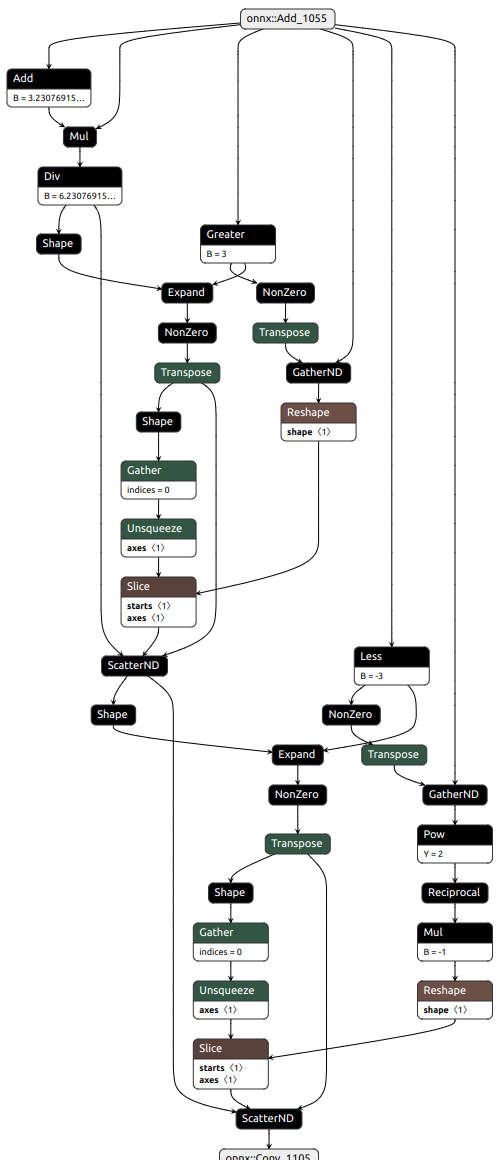 onnx::Add_1055
Add
B = 3.23076915...
Mul
Div
B = 6.23076915...
Shape
Greater
B = 3
Expand
NonZero
NonZero
Transpose
Transpose
GatherND
Shape
Reshape
shape 〈1〉
Gather
indices = 0
Unsqueeze
axes 〈1〉
Slice
starts 〈1〉
axes 〈1〉
ScatterND
Less
B = -3
Shape
NonZero
Expand
Transpose
NonZero
GatherND
Transpose
Pow
Y = 2
Shape
Reciprocal
Gather
indices = 0
Mul
B = -1
Unsqueeze
axes 〈1〉
Reshape
shape 〈1〉
Slice
starts 〈1〉
axes 〈1〉
ScatterND
onnx::Conv_1105